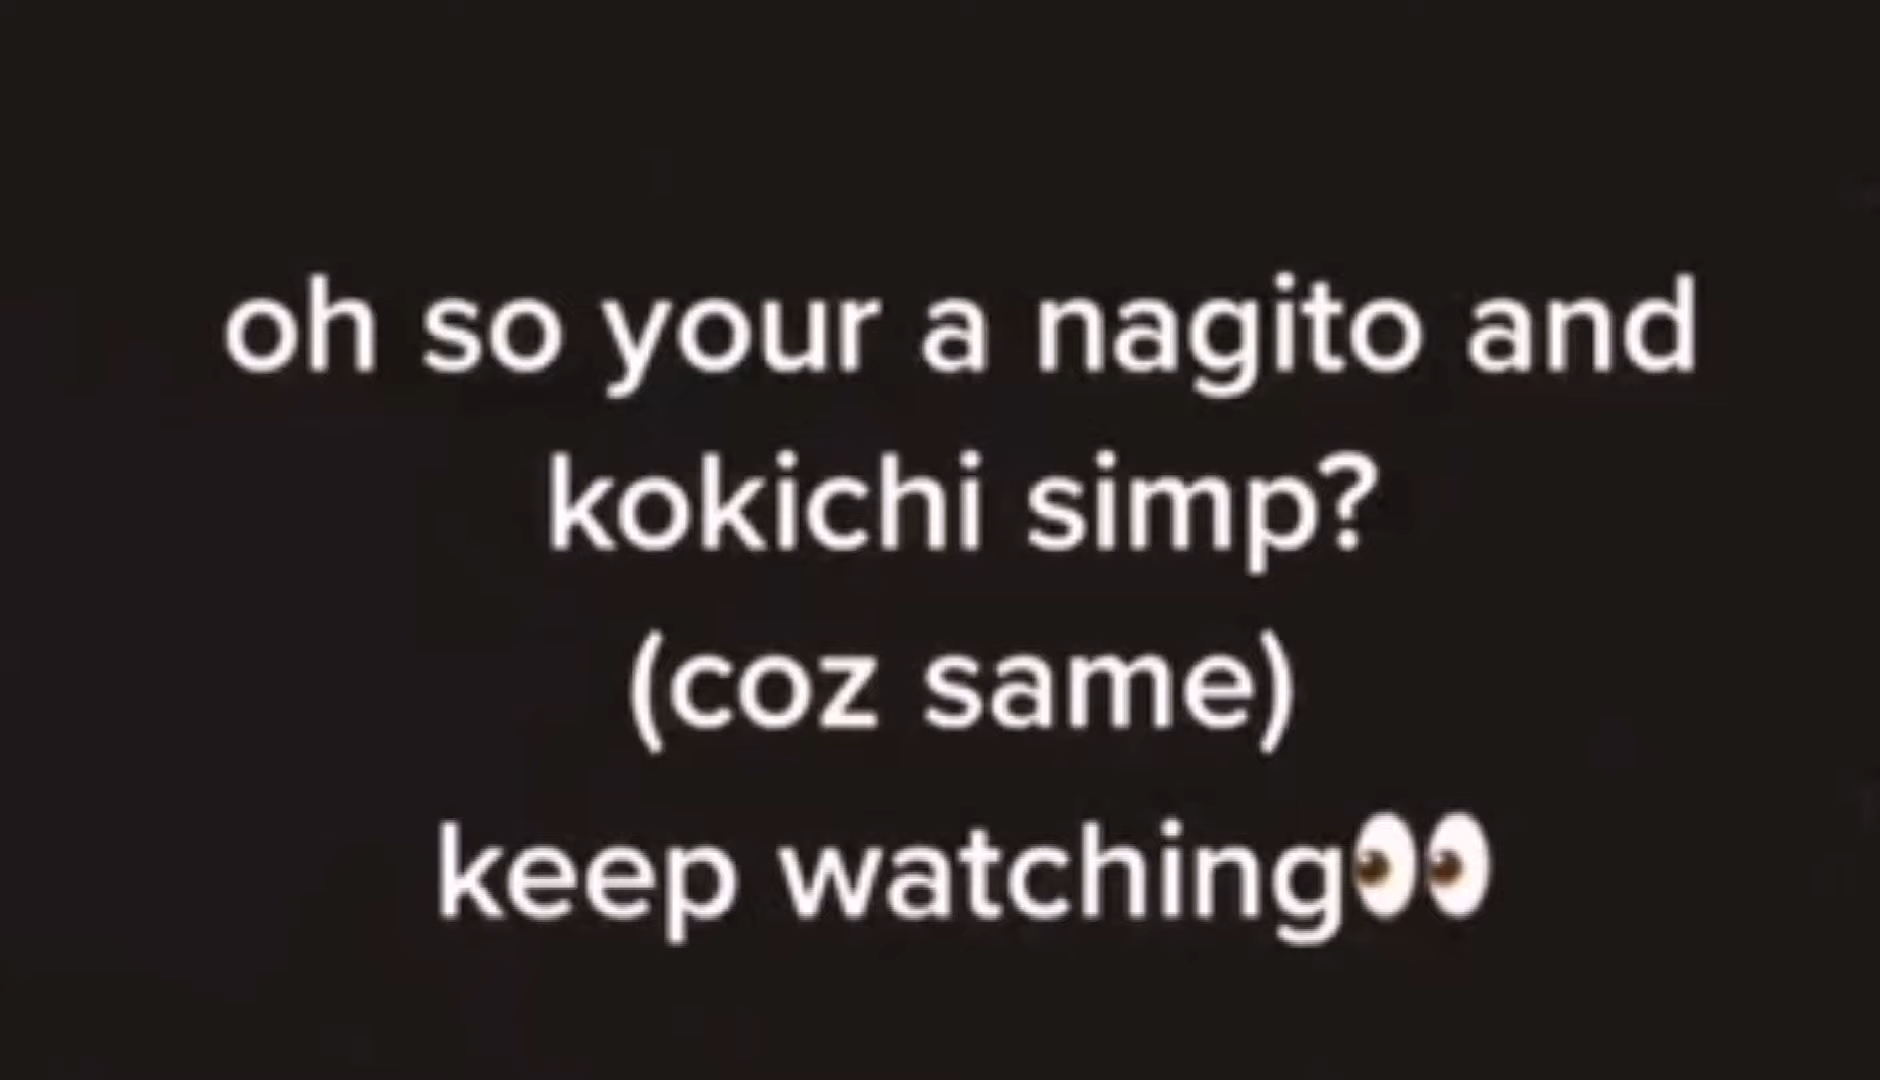 oh so your a nagito and
kokichi simp?
(coz same)
keep watching👀